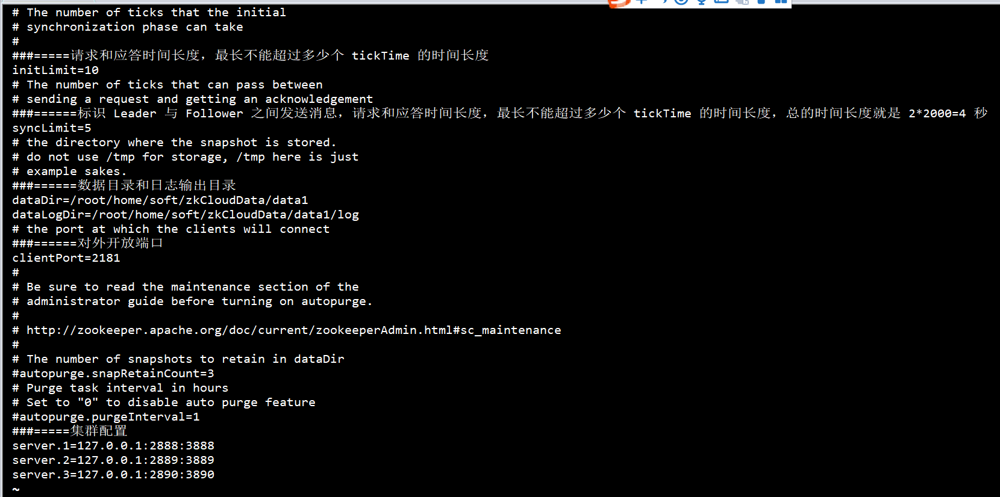 # The number of ticks that the initial
# synchronization phase can take
#
###=====请求和应答时间长度，最长不能超过多少个 tickTime 的时间长度
initLimit=10
# The number of ticks that can pass between
# sending a request and getting an acknowledgement
###======标识 Leader 与 Follower 之间发送消息，请求和应答时间长度，最长不能超过多少个 tickTime 的时间长度，总的时间长度就是 2*2000=4 秒
syncLimit=5
# the directory where the snapshot is stored.
# do not use /tmp for storage, /tmp here is just
# example sakes.
###======数据目录和日志输出目录
dataDir=/root/home/soft/zkCloudData/data1
dataLogDir=/root/home/soft/zkCloudData/data1/log
# the port at which the clients will connect
###======对外开放端口
clientPort=2181
#
# Be sure to read the maintenance section of the
# administrator guide before turning on autopurge.
#
# http://zookeeper.apache.org/doc/current/zookeeperAdmin.html#sc_maintenance
#
# The number of snapshots to retain in dataDir
#autopurge.snapRetainCount=3
# Purge task interval in hours
# Set to "0" to disable auto purge feature
#autopurge.purgeInterval=1
###=====集群配置
server.1=127.0.0.1:2888:3888
server.2=127.0.0.1:2889:3889
server.3=127.0.0.1:2890:3890
~